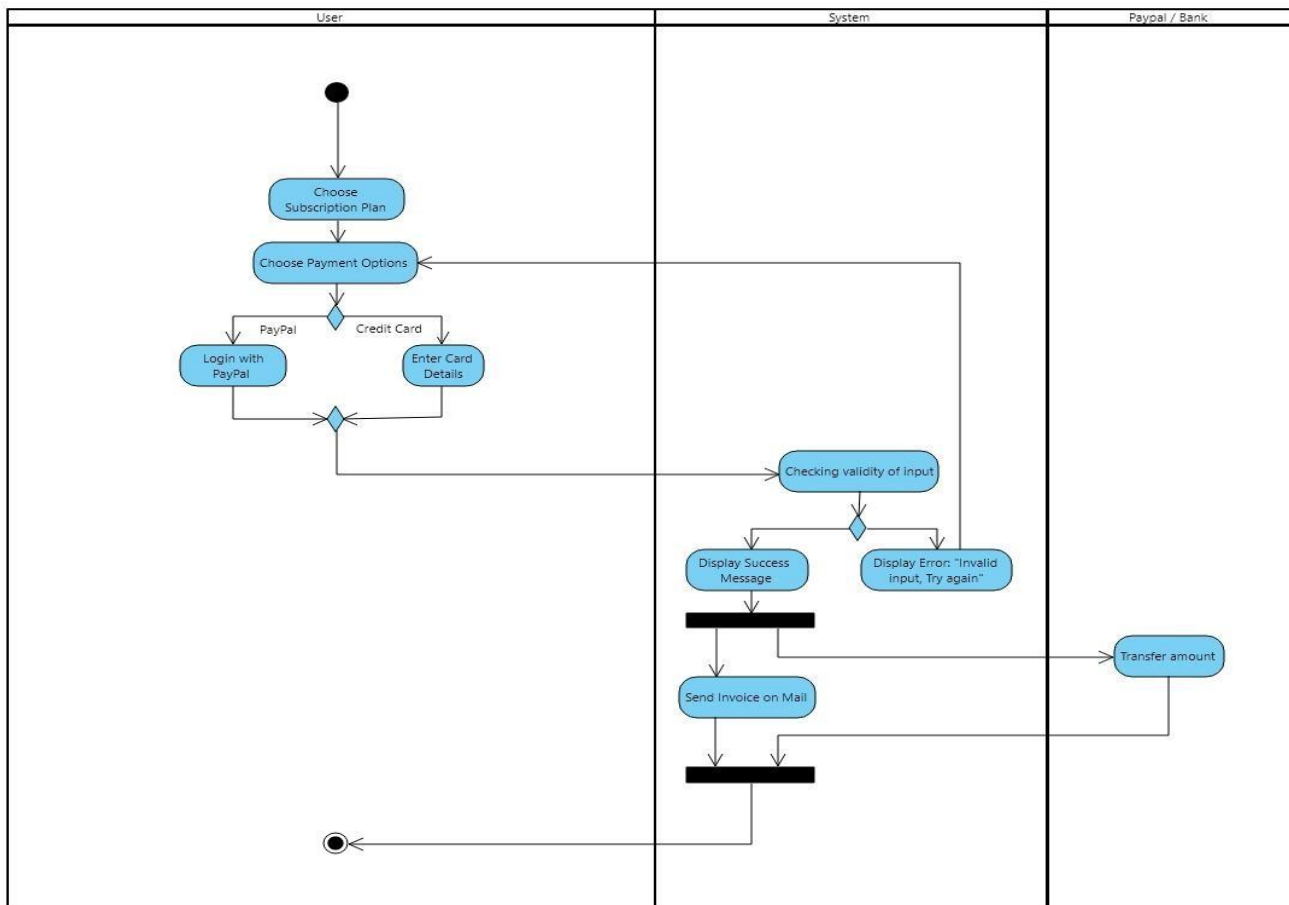 User
System
Paypal / Bank
Choose
Subscription Plan
Choose Payment Options
PayPal
Credit Card
Login with
PayPal
Enter Card
Details
Checking validity of input
Display Success
Message
Display Error: "Invalid
input, Try again"
Transfer amount
Send Invoice on Mail